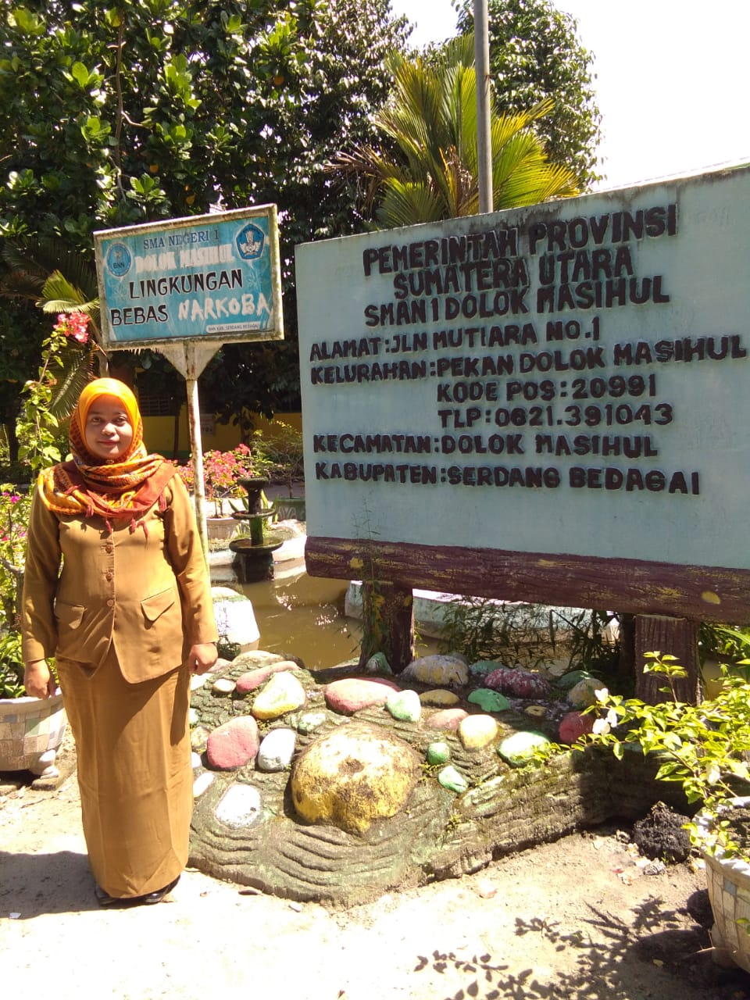 SMA NEGERI 1
DOLOK MASIHUL
LINGKUNGAN
BEBAS NARKOBA
BNN
BNN KAB. SERDANG BEDAGAI
PEMERINTAH PROVINSI
SUMATERA UTARA
SMAN 1 DOLOK MASIHUL
ALAMAT:JLN MUTIARA NO.1
KELURAHAN:PEKAN DOLOK MASIHUL
KODE POS:20991
TLP:0621.391043
KECAMATAN:DOLOK MASIHUL
KABUPATEN:SERDANG BEDAGAI